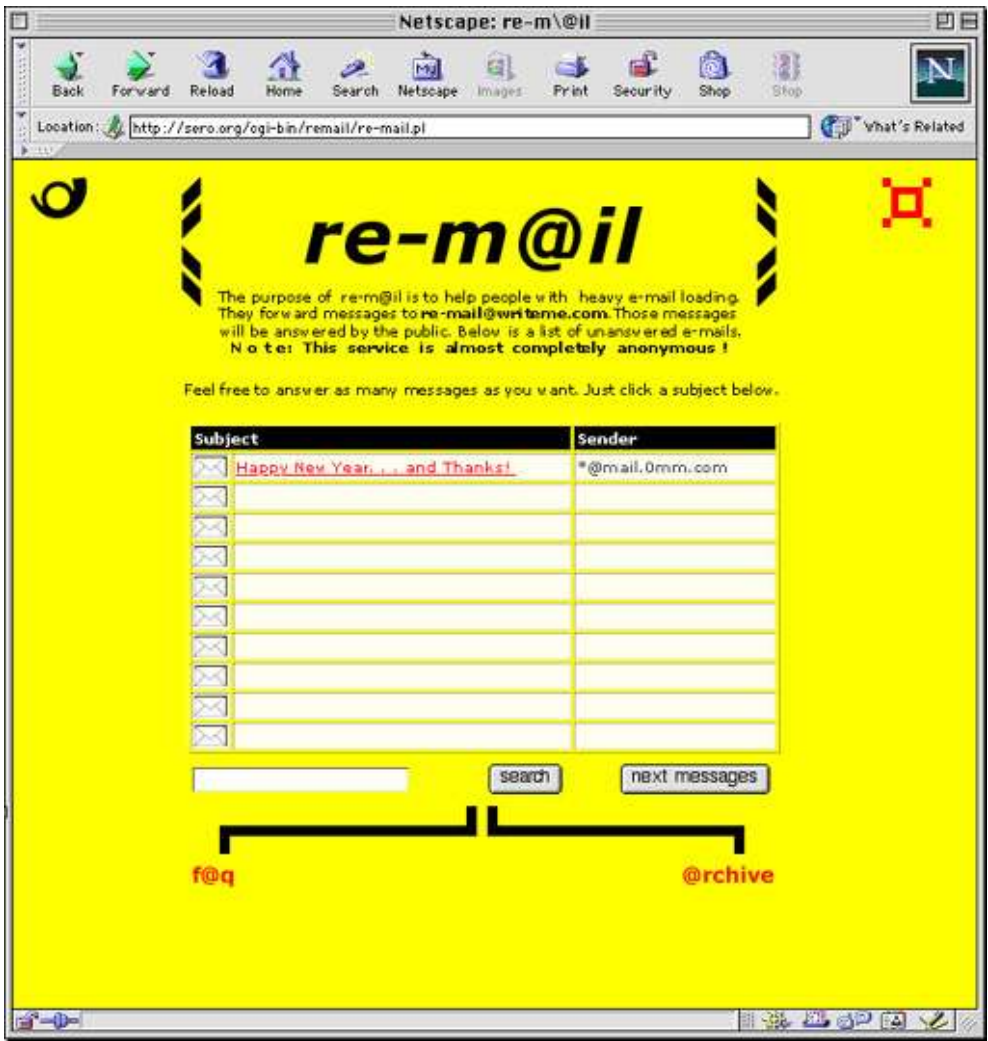 Netscape: re-m\@il
Back Forward Reload Home Search Netscape Images Print Security Shop Stop
My
N
Location: http://sero.org/cgi-bin/remail/re-mail.pl What's Related
re-m@il
The purpose of re-m@il is to help people with heavy e-mail loading.
They forward messages to re-mail@writeme.com. Those messages
will be answered by the public. Below is a list of unanswered e-mails.
Note: This service is almost completely anonymous !
Feel free to answer as many messages as you want. Just click a subject below.
Subject Sender
Happy New Year. . . and Thanks! *@mail.0mm.com
search next messages
f@q @rchive